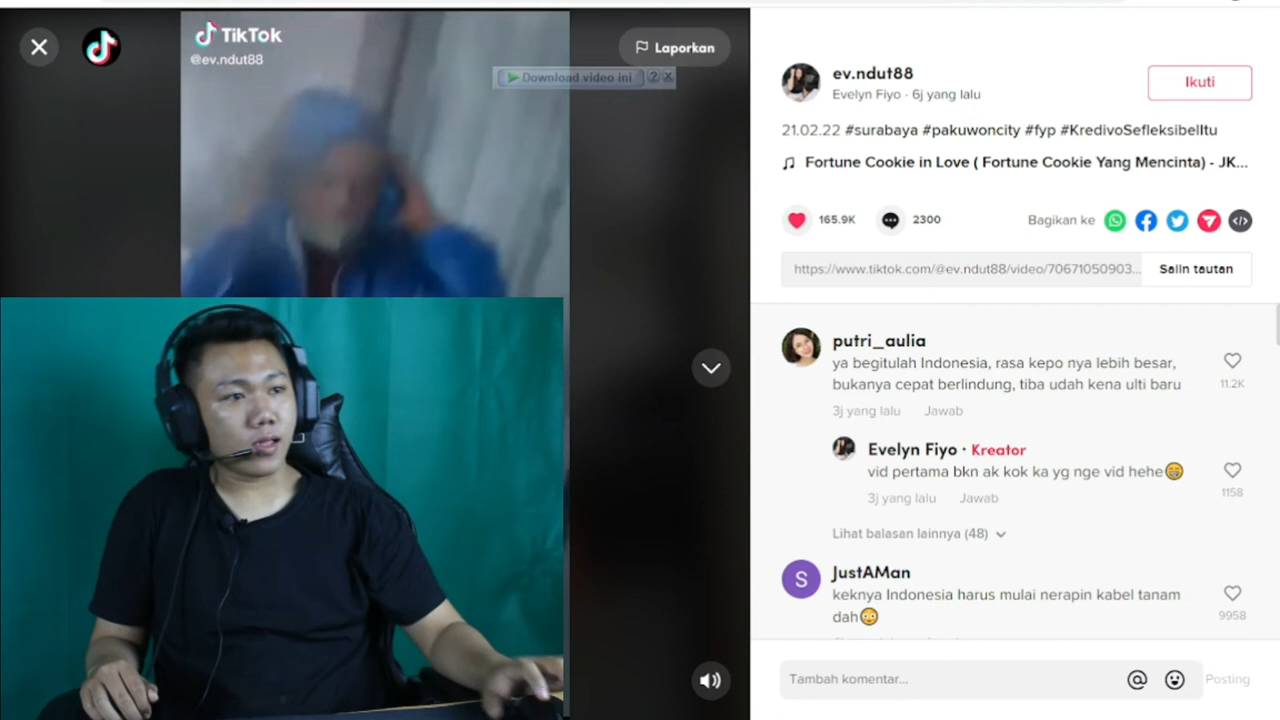 TikTok
@ev.ndut88
Laporkan
Download video ini
?
X
ev.ndut88
Evelyn Fiyo · 6j yang lalu
Ikuti
21.02.22 #surabaya #pakuwoncity #fyp #KredivoSefleksibelItu
Fortune Cookie in Love ( Fortune Cookie Yang Mencinta) - JK...
165.9K
2300
Bagikan ke
https://www.tiktok.com/@ev.ndut88/video/70671050903...
Salin tautan
putri_aulia
ya begitulah Indonesia, rasa kepo nya lebih besar,
bukanya cepat berlindung, tiba udah kena ulti baru
11.2K
3j yang lalu Jawab
Evelyn Fiyo · Kreator
vid pertama bkn ak kok ka yg nge vid hehe😁
1158
3j yang lalu Jawab
Lihat balasan lainnya (48)
S
JustAMan
keknya Indonesia harus mulai nerapin kabel tanam
dah😳
9958
Tambah komentar...
@
Posting